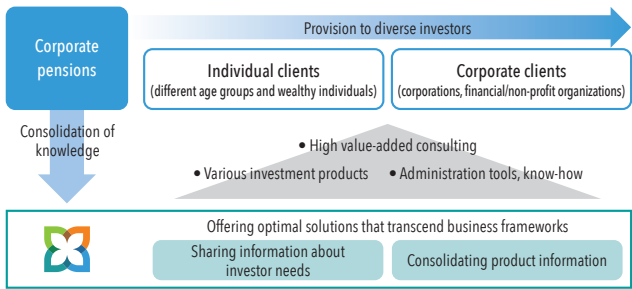 Corporate
pensions
Provision to diverse investors
Individual clients
(different age groups and wealthy individuals)
Corporate clients
(corporations, financial/non-profit organizations)
Consolidation of
knowledge
• High value-added consulting
• Various investment products
• Administration tools, know-how
Offering optimal solutions that transcend business frameworks
Sharing information about
investor needs
Consolidating product information